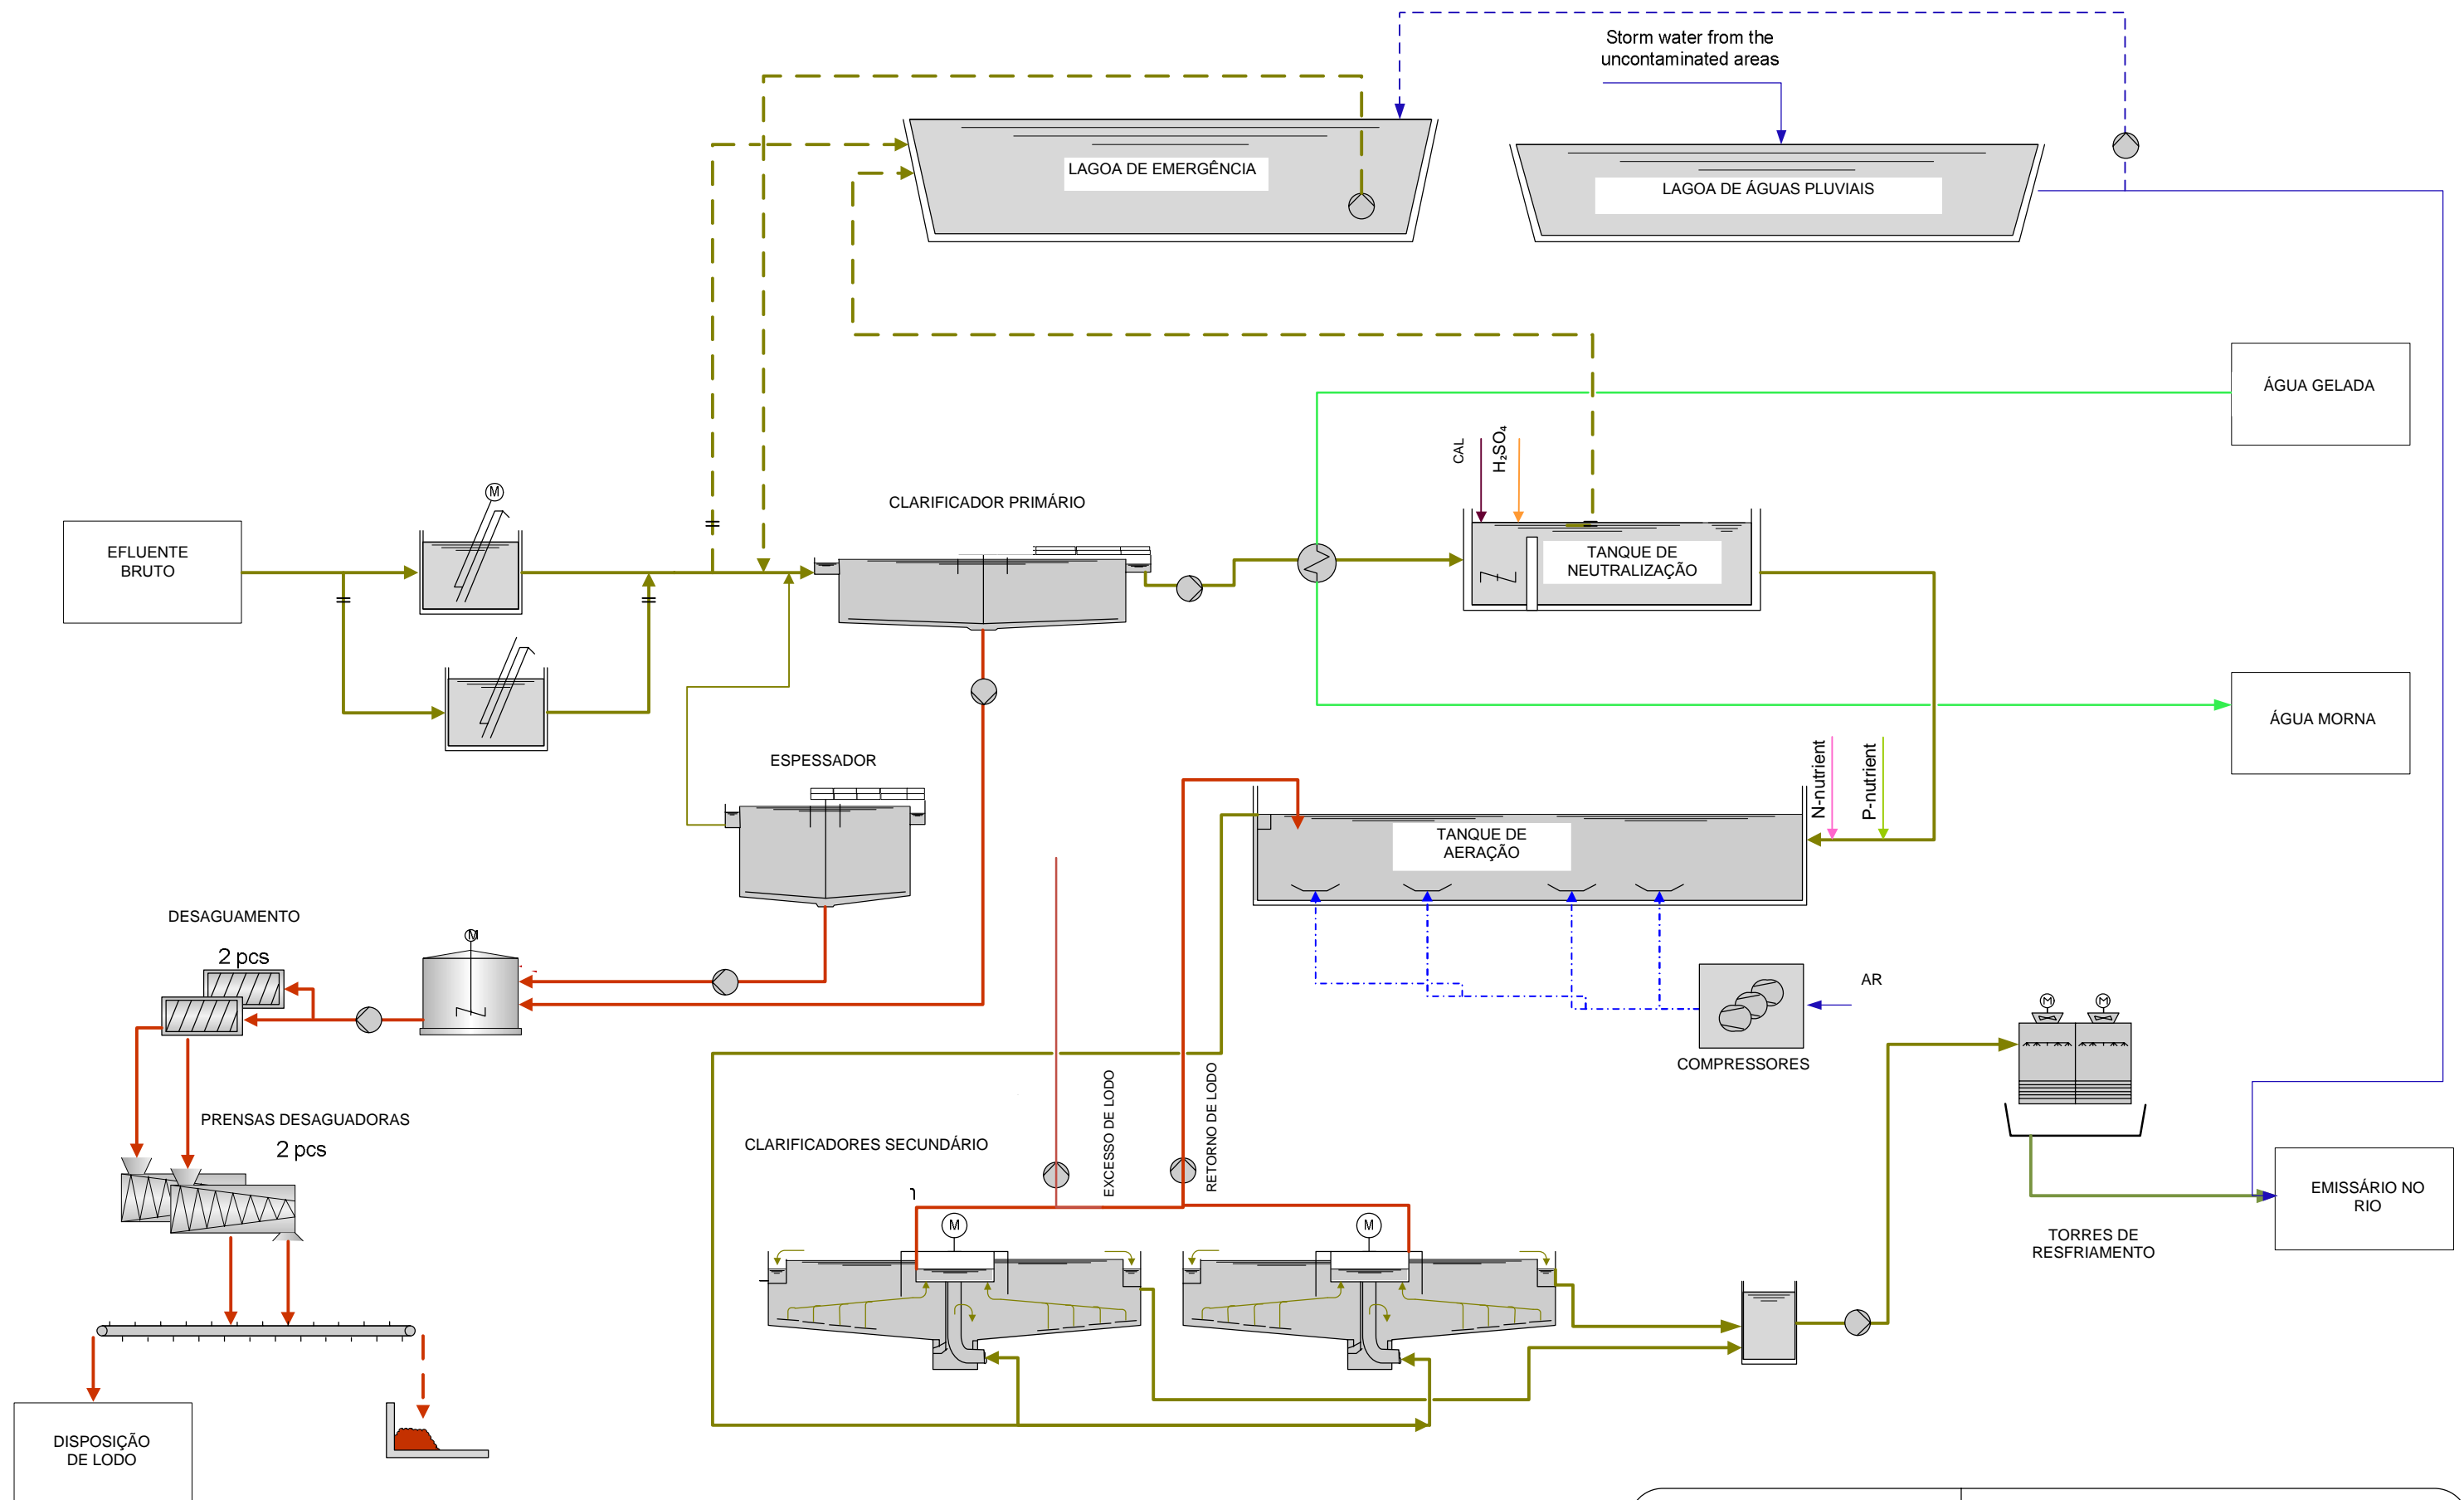 Storm water from the
uncontaminated areas
LAGOA DE EMERGÊNCIA
LAGOA DE ÁGUAS PLUVIAIS
ÁGUA GELADA
CAL
H₂SO₄
M
CLARIFICADOR PRIMÁRIO
EFLUENTE
BRUTO
TANQUE DE
NEUTRALIZAÇÃO
ÁGUA MORNA
ESPESSADOR
N-nutrient
P-nutrient
TANQUE DE
AERAÇÃO
DESAGUAMENTO
2 pcs
M
AR
COMPRESSORES
M
M
PRENSAS DESAGUADORAS
2 pcs
CLARIFICADORES SECUNDÁRIO
EXCESSO DE LODO
RETORNO DE LODO
M
M
EMISSÁRIO NO
RIO
TORRES DE
RESFRIAMENTO
DISPOSIÇÃO
DE LODO